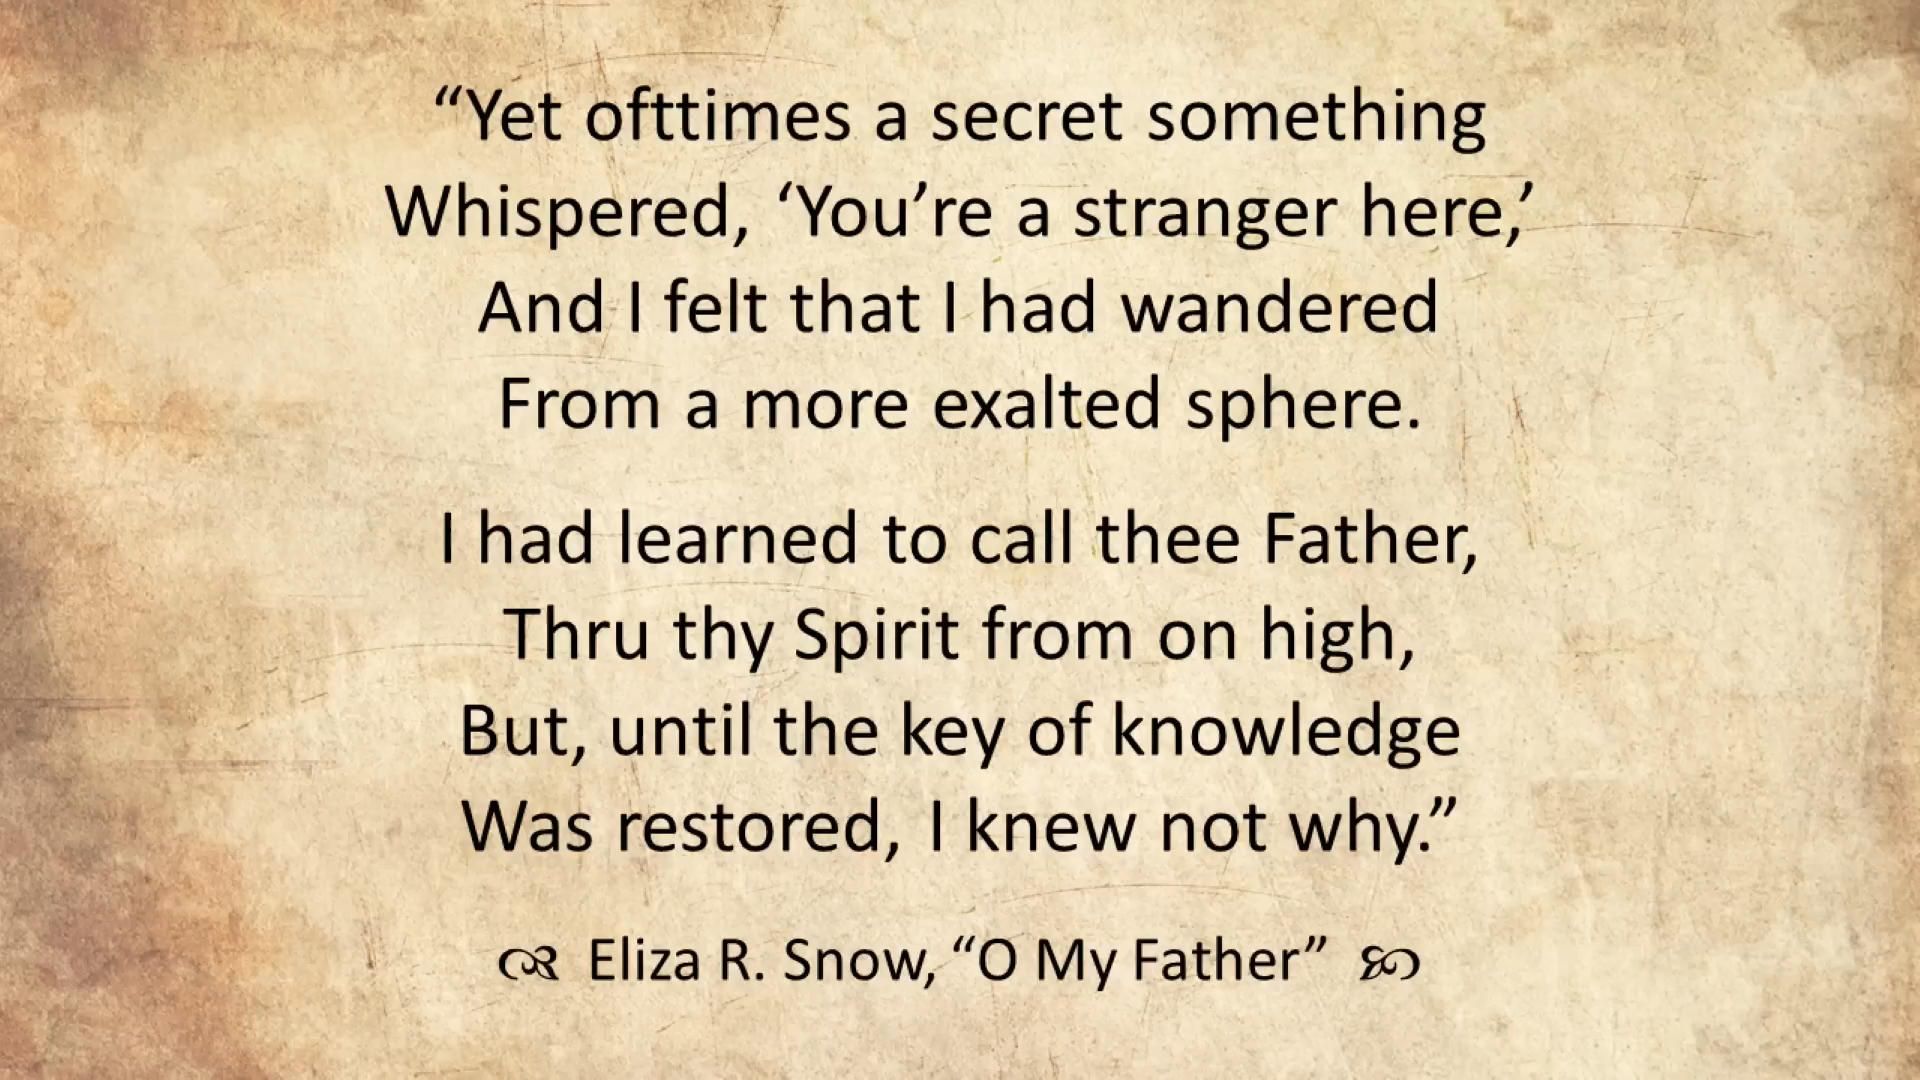 “Yet ofttimes a secret something
Whispered, ‘You’re a stranger here,’
And I felt that I had wandered
From a more exalted sphere.
I had learned to call thee Father,
Thru thy Spirit from on high,
But, until the key of knowledge
Was restored, I knew not why.”
Eliza R. Snow, “O My Father”